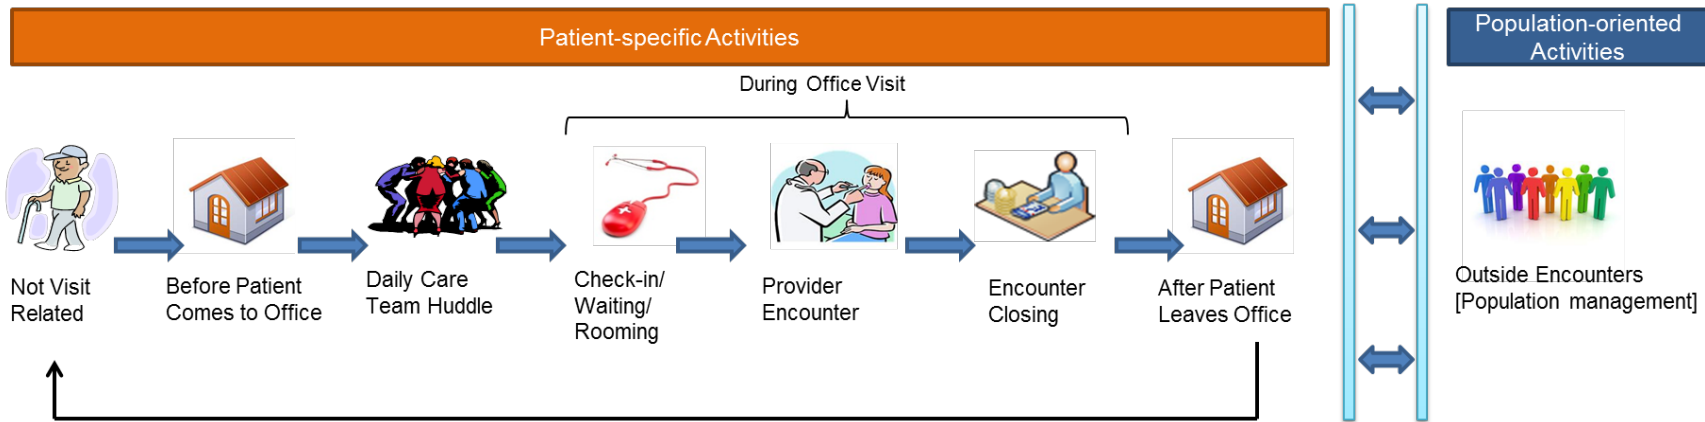 Patient-specific Activities
Population-oriented
Activities
During Office Visit
Not Visit
Related
Before Patient
Comes to Office
Daily Care
Team Huddle
Check-in/
Waiting/
Rooming
Provider
Encounter
Encounter
Closing
After Patient
Leaves Office
Outside Encounters
[Population management]